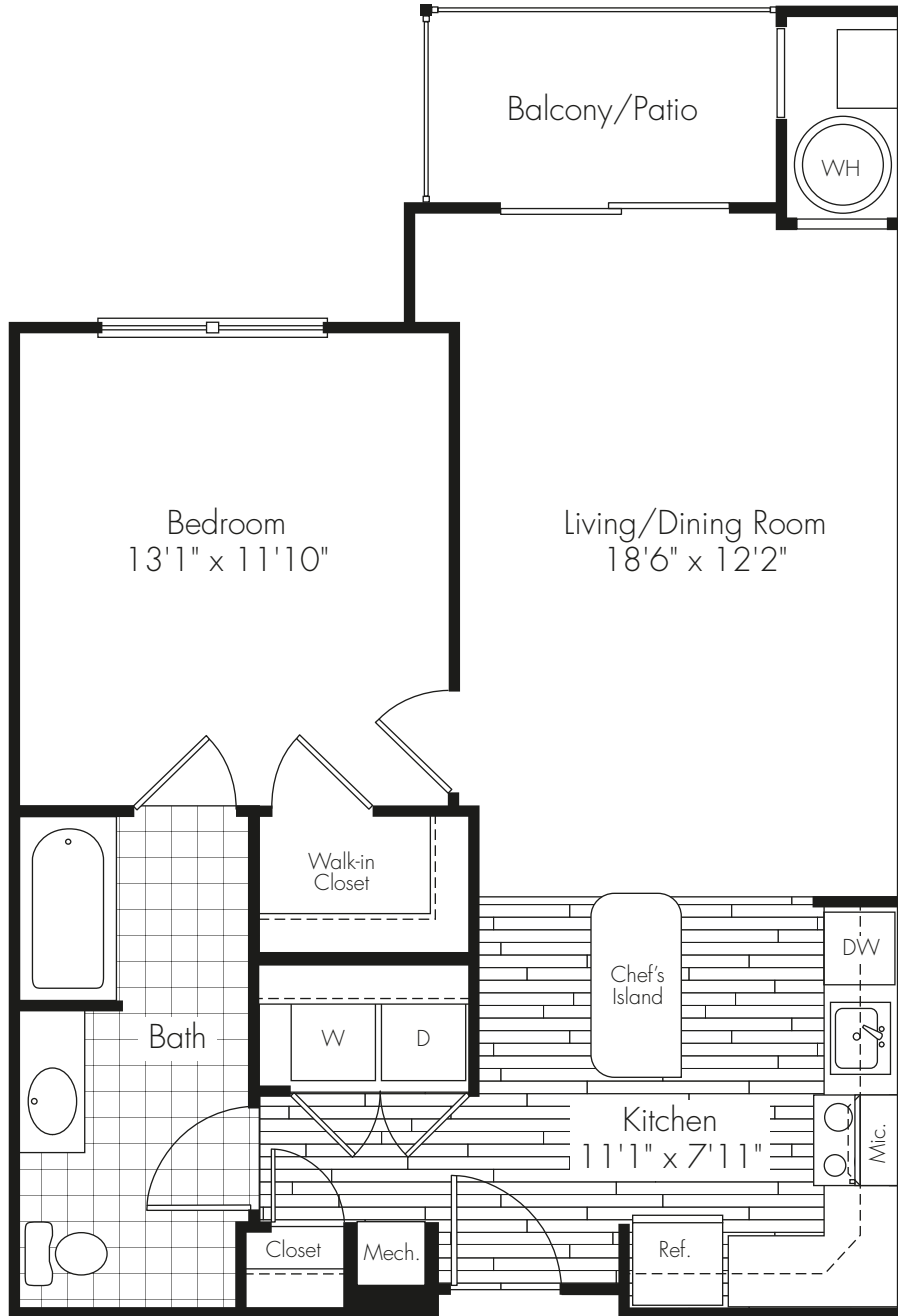 Balcony/Patio
WH
Bedroom
13'1" x 11'10"
Living/Dining Room
18'6" x 12'2"
Walk-in
Closet
Chef's
Island
DW
W
D
Bath
Kitchen
11'1" x 7'11"
Mic.
Closet
Mech.
Ref.